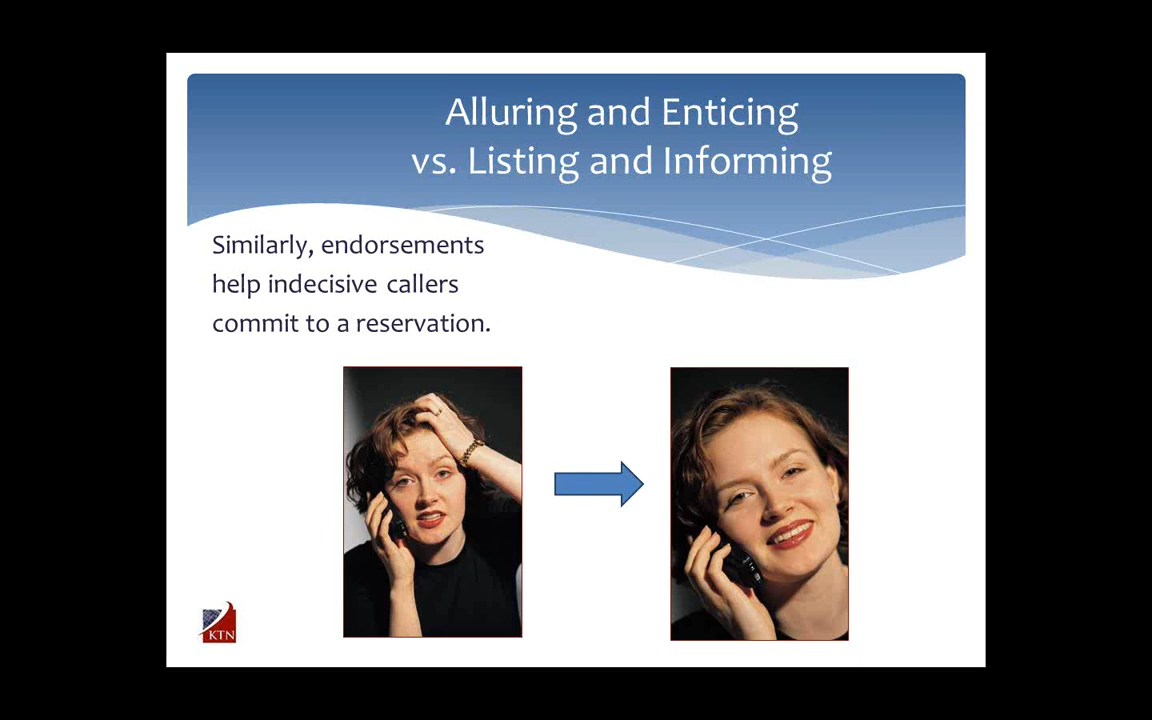 Alluring and Enticing
vs. Listing and Informing
Similarly, endorsements
help indecisive callers
commit to a reservation.
KTN